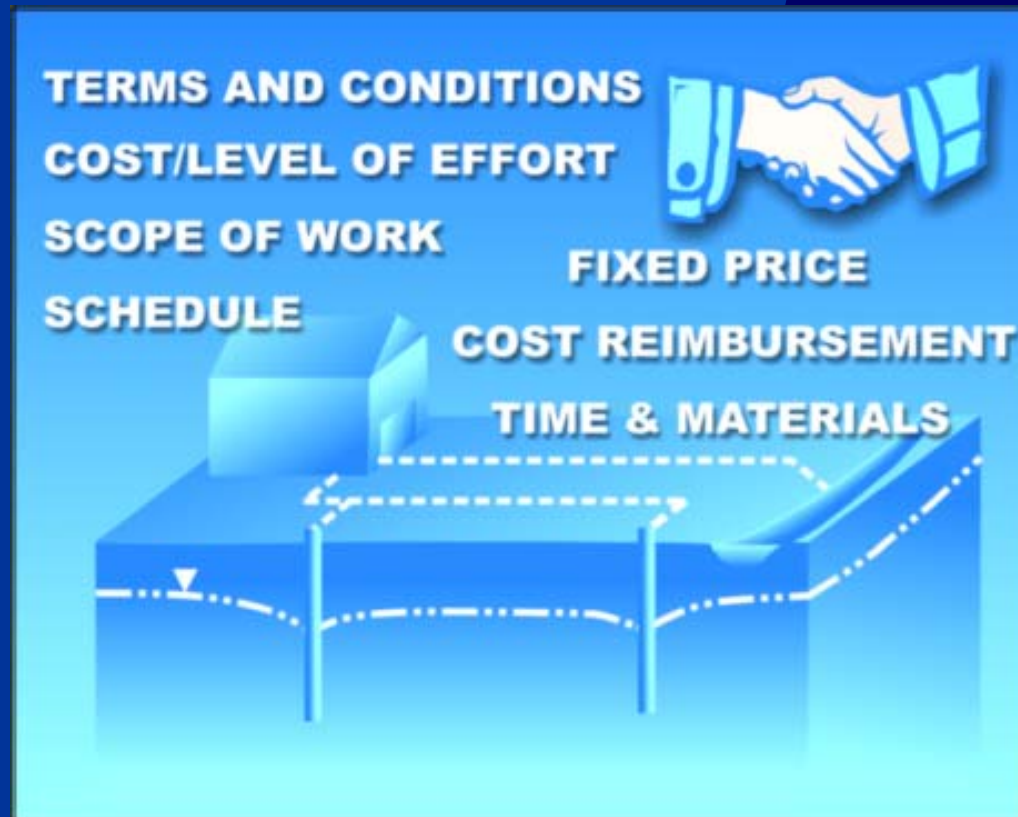 TERMS AND CONDITIONS
COST/LEVEL OF EFFORT
SCOPE OF WORK
SCHEDULE
FIXED PRICE
COST REIMBURSEMENT
TIME & MATERIALS